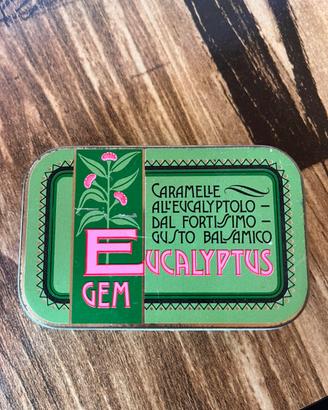 CARAMELLE
ALL'EUCALYPTOLO –
DAL FORTISSIMO –
GUSTO BALSAMICO
EUCALYPTUS
GEM